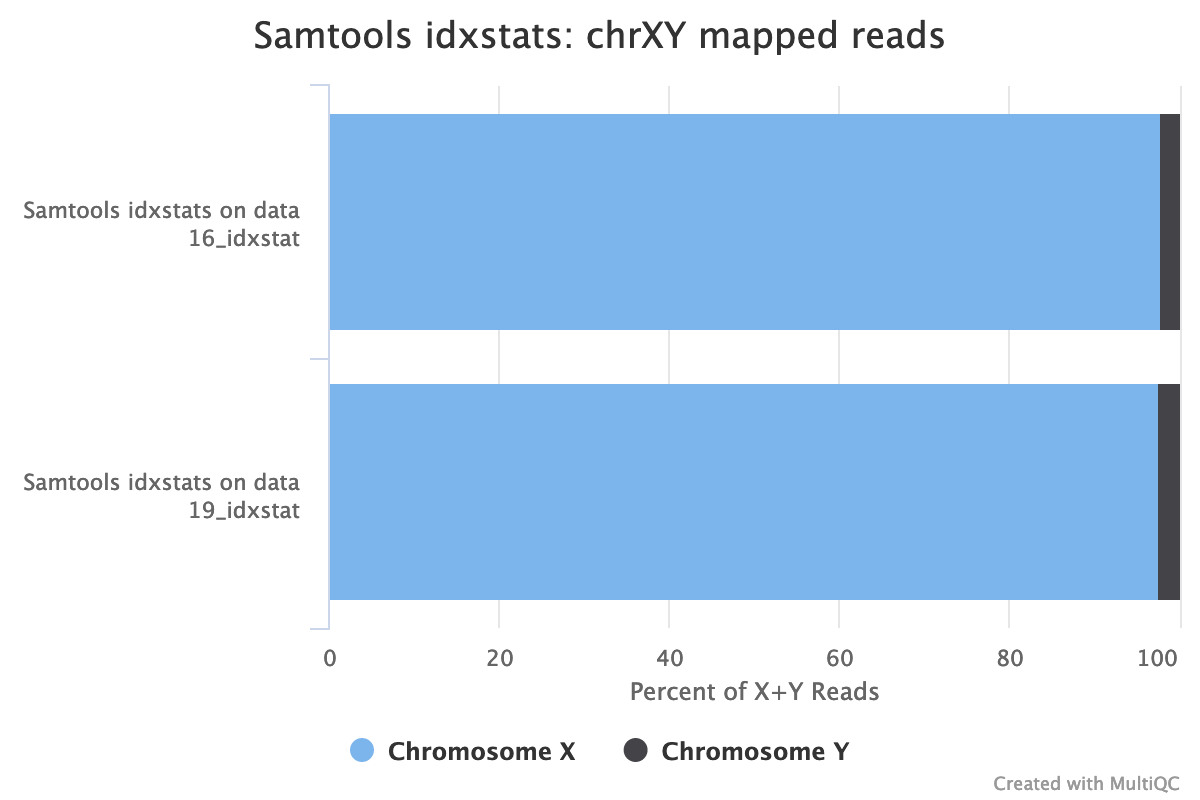 Samtools idxstats: chrXY mapped reads
Samtools idxstats on data
16_idxstat
Samtools idxstats on data
19_idxstat
0 20 40 60 80 100
Percent of X+Y Reads
Chromosome X Chromosome Y
Created with MultiQC